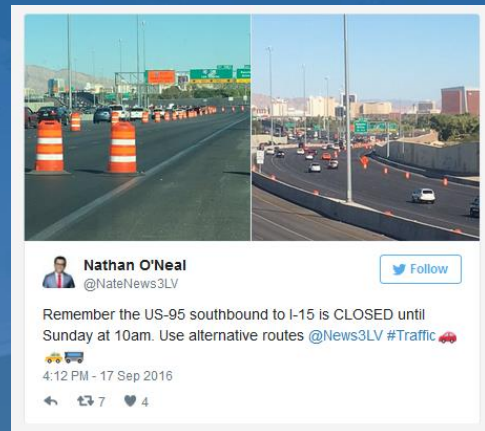 Nathan O'Neal
@NateNews3LV
Follow
Remember the US-95 southbound to I-15 is CLOSED until
Sunday at 10am. Use alternative routes @News3LV #Traffic 🚗
🚕🚚
4:12 PM - 17 Sep 2016
7 4